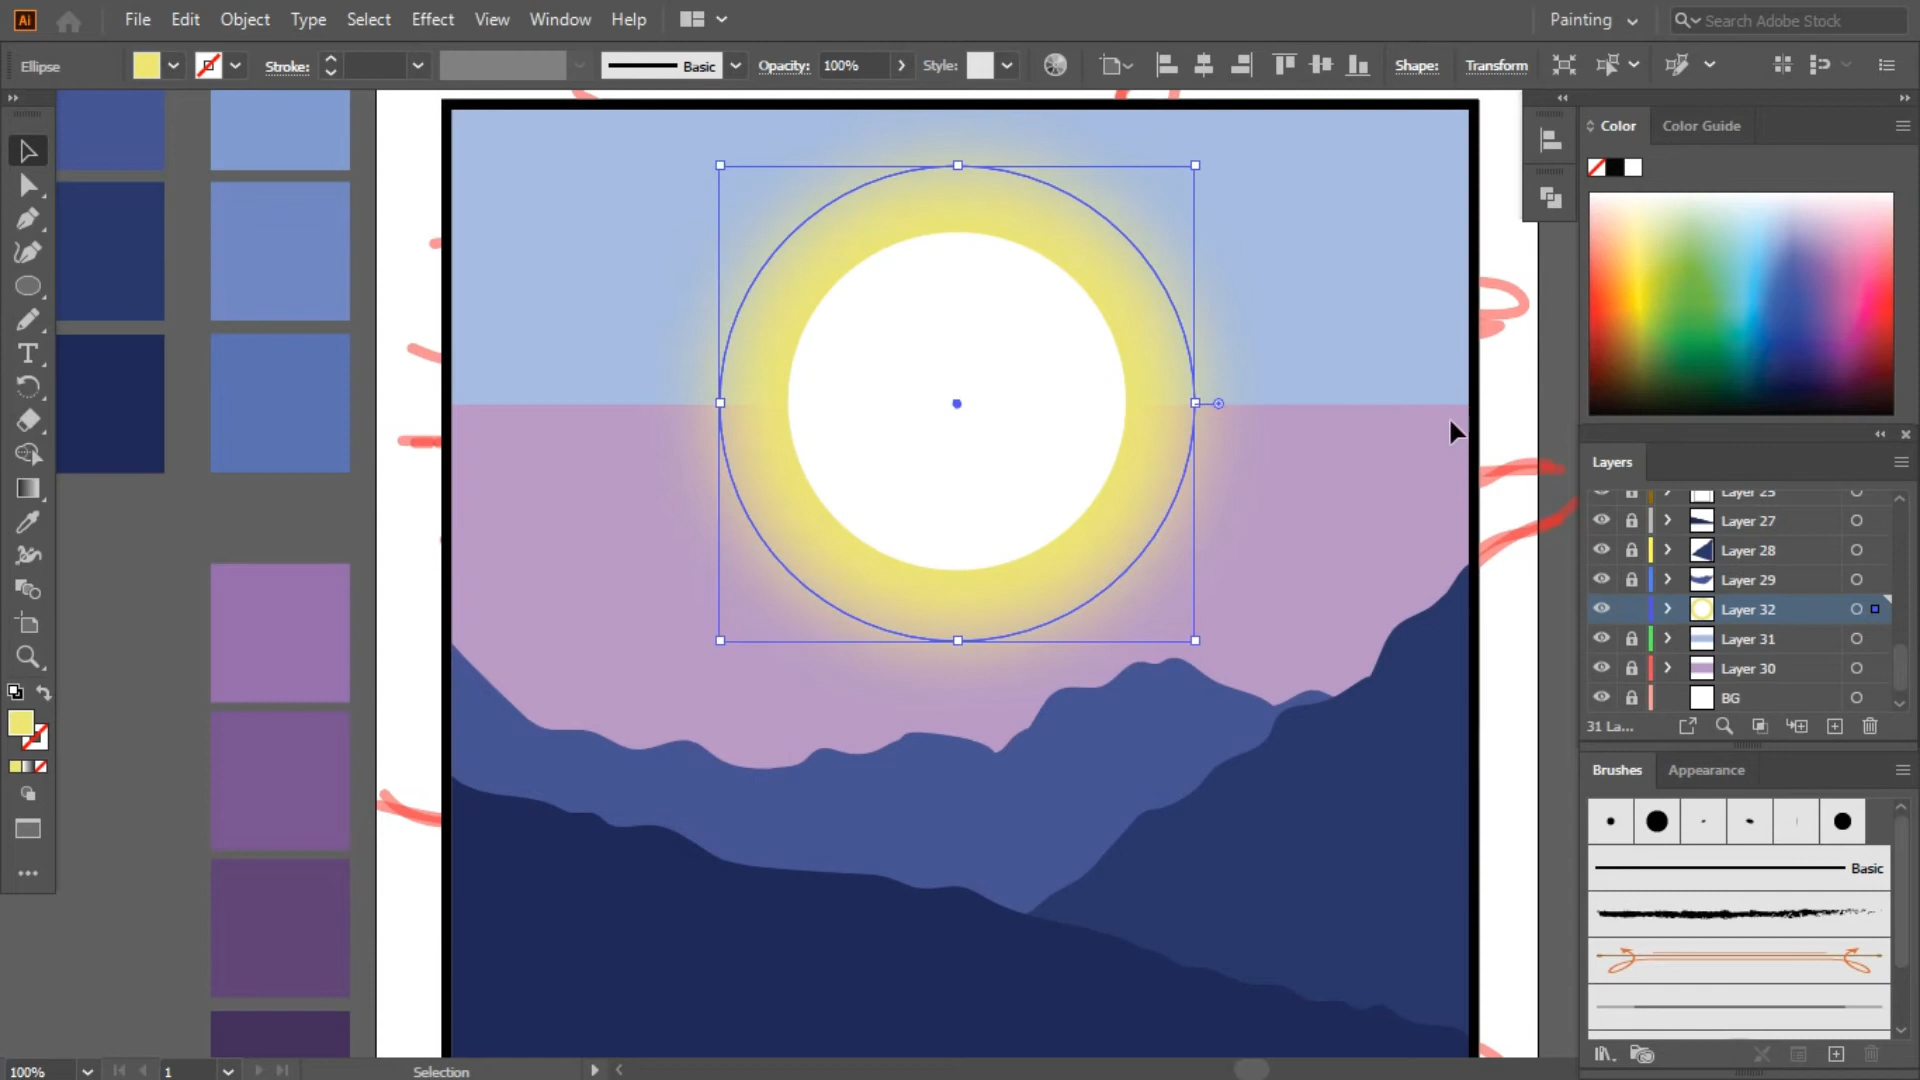 Ai File Edit Object Type Select Effect View Window Help Painting Search Adobe Stock
Ellipse Stroke: Basic Opacity: 100% Style: Shape: Transform
Color Color Guide
Layers
Layer 25
Layer 27
Layer 28
Layer 29
Layer 32
Layer 31
Layer 30
BG
31 La...
Brushes Appearance
Basic
100% 1 Selection